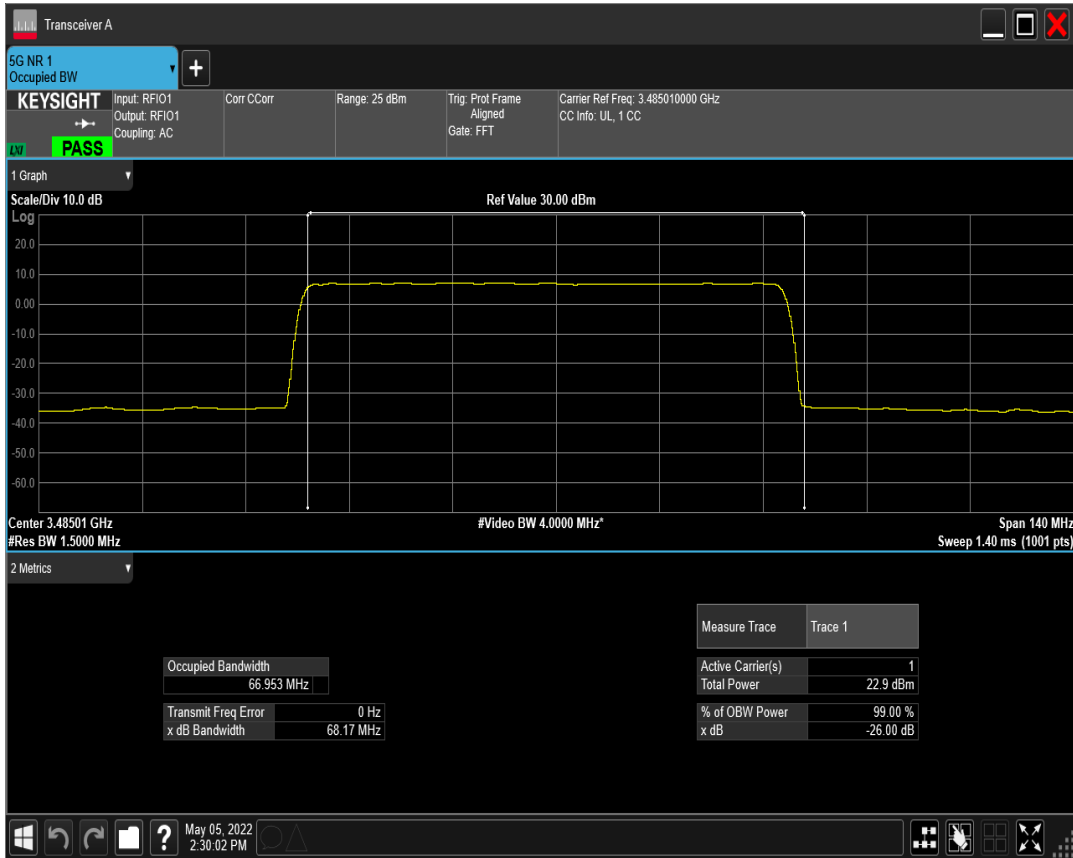 Transceiver A
5G NR 1
Occupied BW
KEYSIGHT
LXI
PASS
Input: RFIO1
Output: RFIO1
Coupling: AC
Corr CCorr
Range: 25 dBm
Trig: Prot Frame
Aligned
Gate: FFT
Carrier Ref Freq: 3.485010000 GHz
CC Info: UL, 1 CC
1 Graph
Scale/Div 10.0 dB
Ref Value 30.00 dBm
Log
20.0
10.0
0.00
-10.0
-20.0
-30.0
-40.0
-50.0
-60.0
Center 3.48501 GHz
#Video BW 4.0000 MHz*
Span 140 MHz
#Res BW 1.5000 MHz
Sweep 1.40 ms (1001 pts)
2 Metrics
Measure Trace Trace 1
Occupied Bandwidth
66.953 MHz
Active Carrier(s) 1
Total Power 22.9 dBm
Transmit Freq Error 0 Hz
x dB Bandwidth 68.17 MHz
% of OBW Power 99.00 %
x dB -26.00 dB
?
May 05, 2022
2:30:02 PM